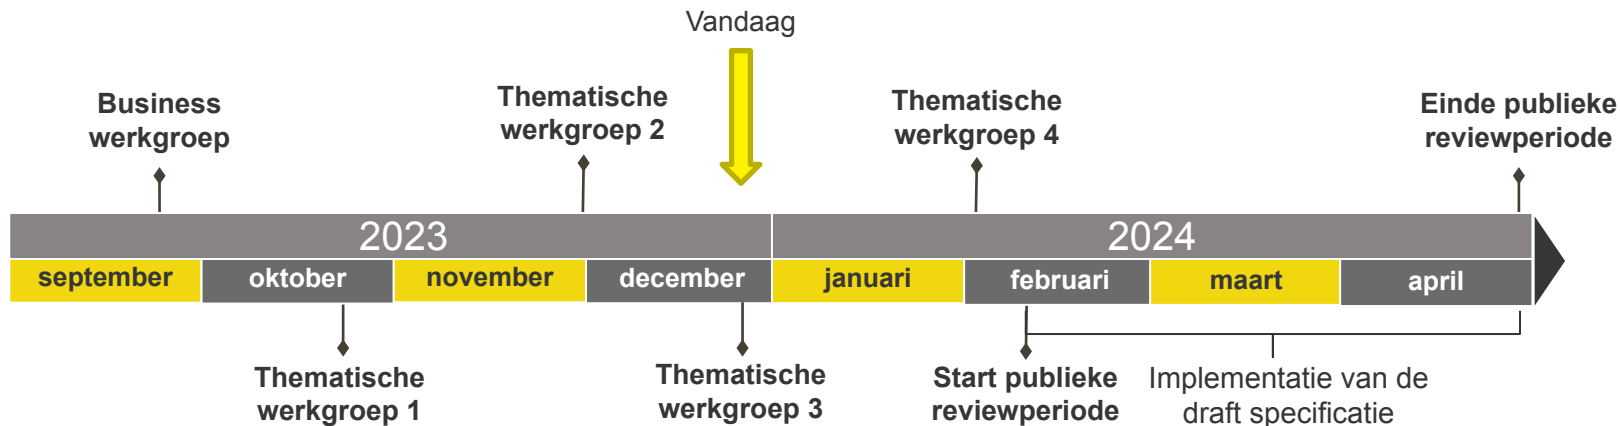 Vandaag
Business
werkgroep
Thematische
werkgroep 2
Thematische
werkgroep 4
Einde publieke
reviewperiode
2023
2024
september
oktober
november
december
januari
februari
maart
april
Thematische
werkgroep 1
Thematische
werkgroep 3
Start publieke
reviewperiode
Implementatie van de
draft specificatie